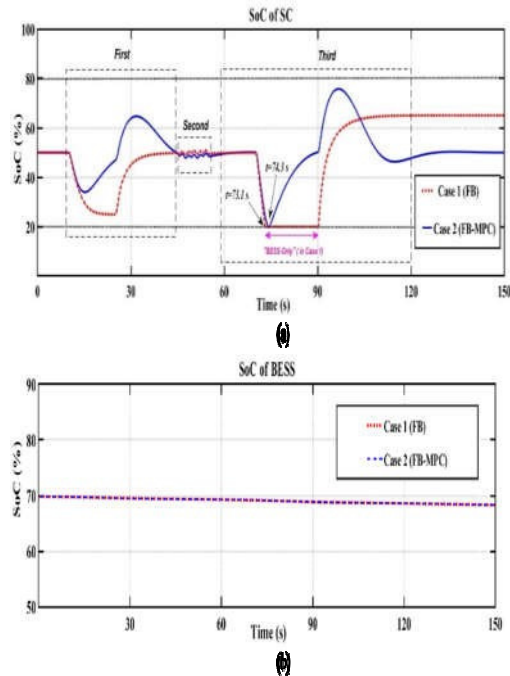 SoC of SC
100
80
60
40
20
0
SoC (%)
First
Second
Third
t=73.1 s
t=74.3 s
"BESS-Only" ( in Case 1)
Case 1 (FB)
Case 2 (FB-MPC)
0 30 60 90 120 150
Time (s)
(a)
SoC of BESS
90
80
70
60
50
SoC (%)
Case 1 (FB)
Case 2 (FB-MPC)
30 60 90 120 150
Time (s)
(b)